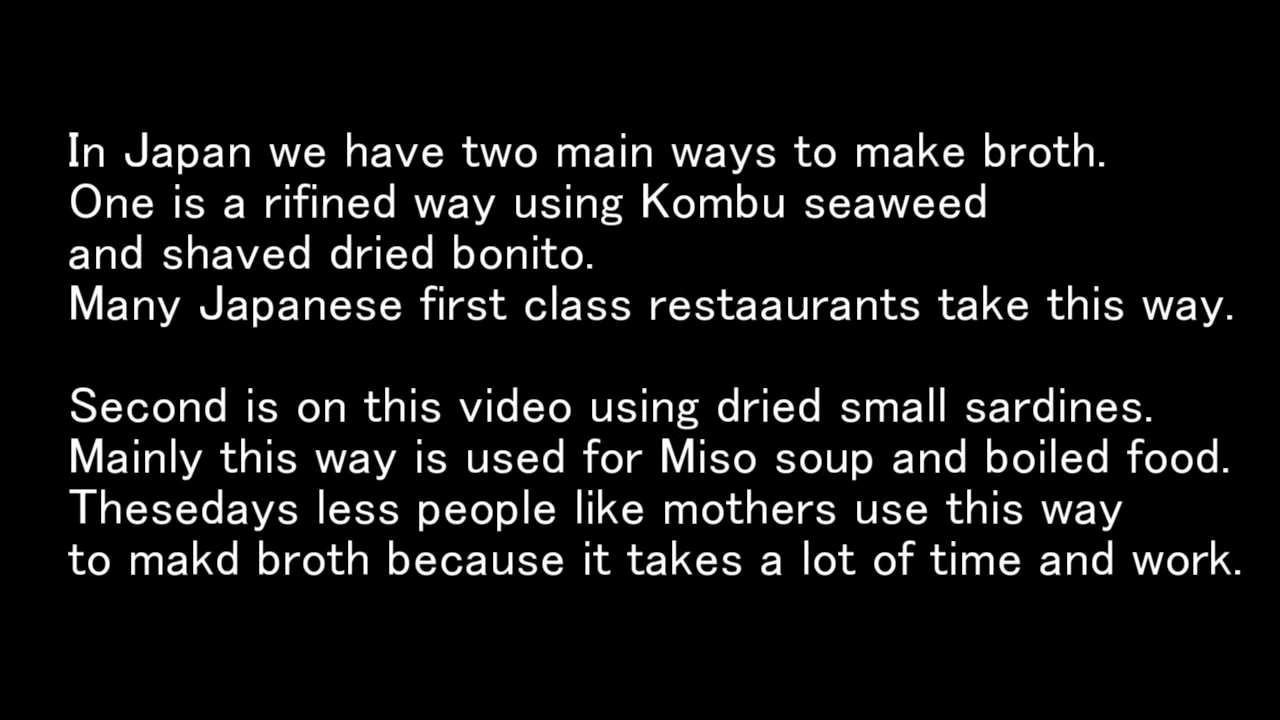 In Japan we have two main ways to make broth.
One is a rifined way using Kombu seaweed
and shaved dried bonito.
Many Japanese first class restaaurants take this way.
Second is on this video using dried small sardines.
Mainly this way is used for Miso soup and boiled food.
Thesedays less people like mothers use this way
to makd broth because it takes a lot of time and work.